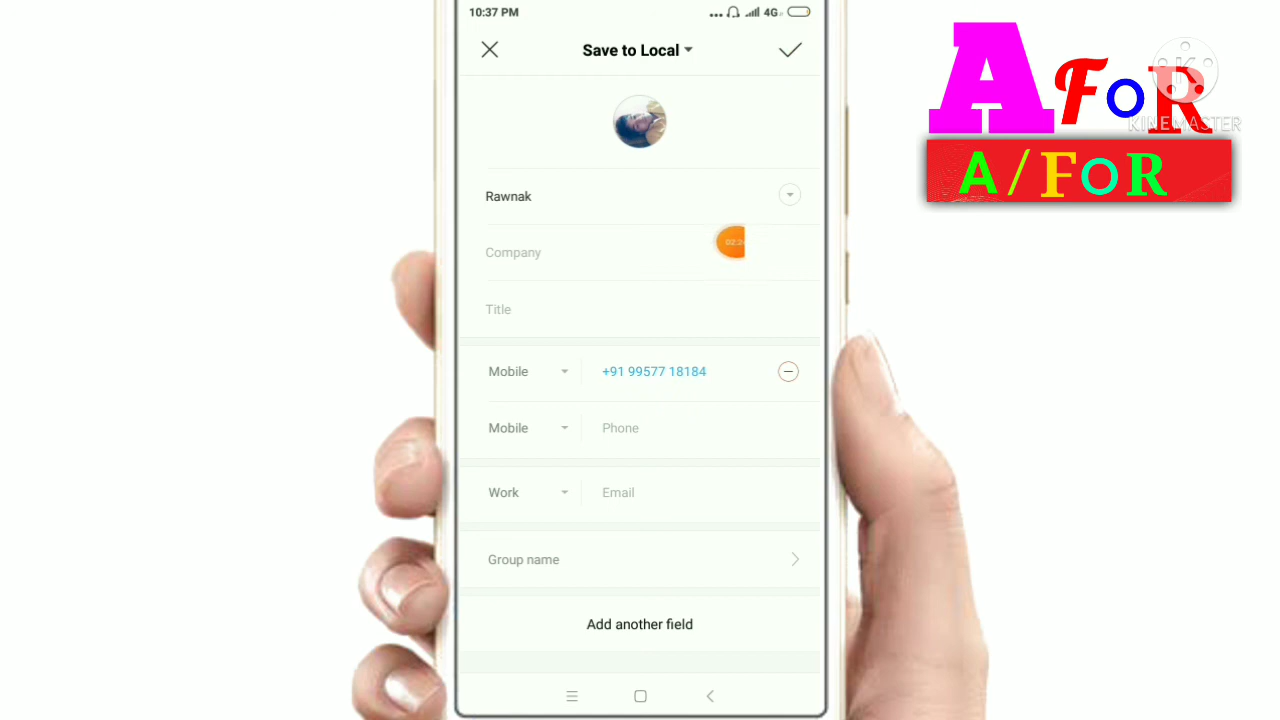 10:37 PM
4G
Save to Local
Rawnak
Company
Title
Mobile +91 99577 18184
Mobile Phone
Work Email
Group name
Add another field
A FoR
KINEMASTER
A/FoR